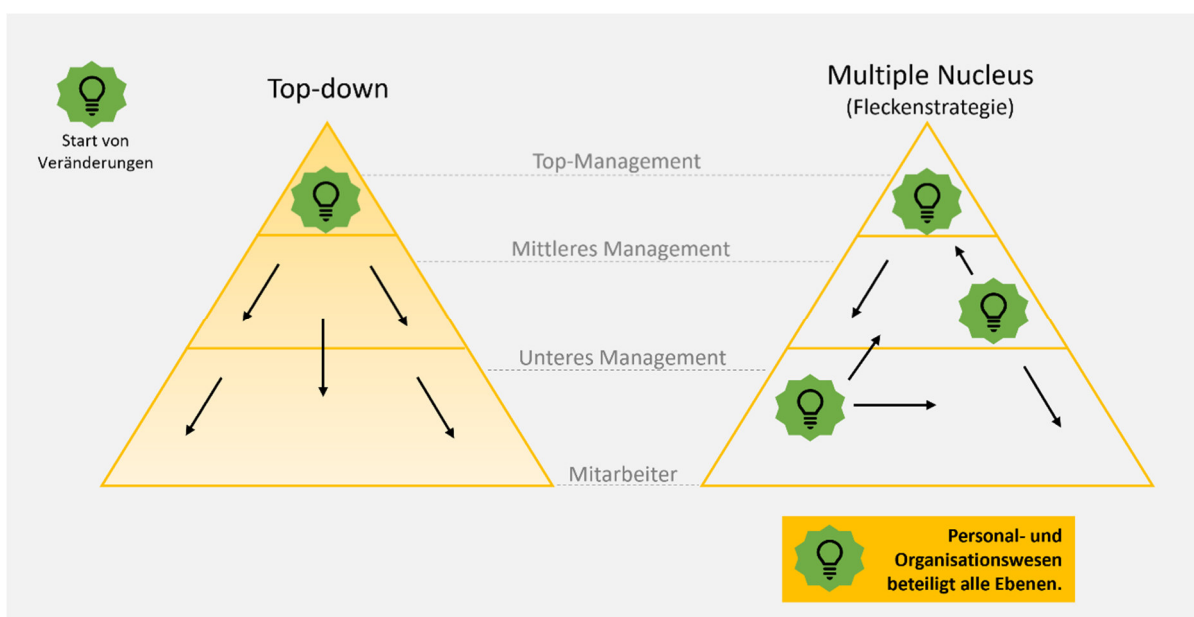 Start von
Veränderungen
Top-down
Multiple Nucleus
(Fleckenstrategie)
Top-Management
Mittleres Management
Unteres Management
Mitarbeiter
Personal- und
Organisationswesen
beteiligt alle Ebenen.